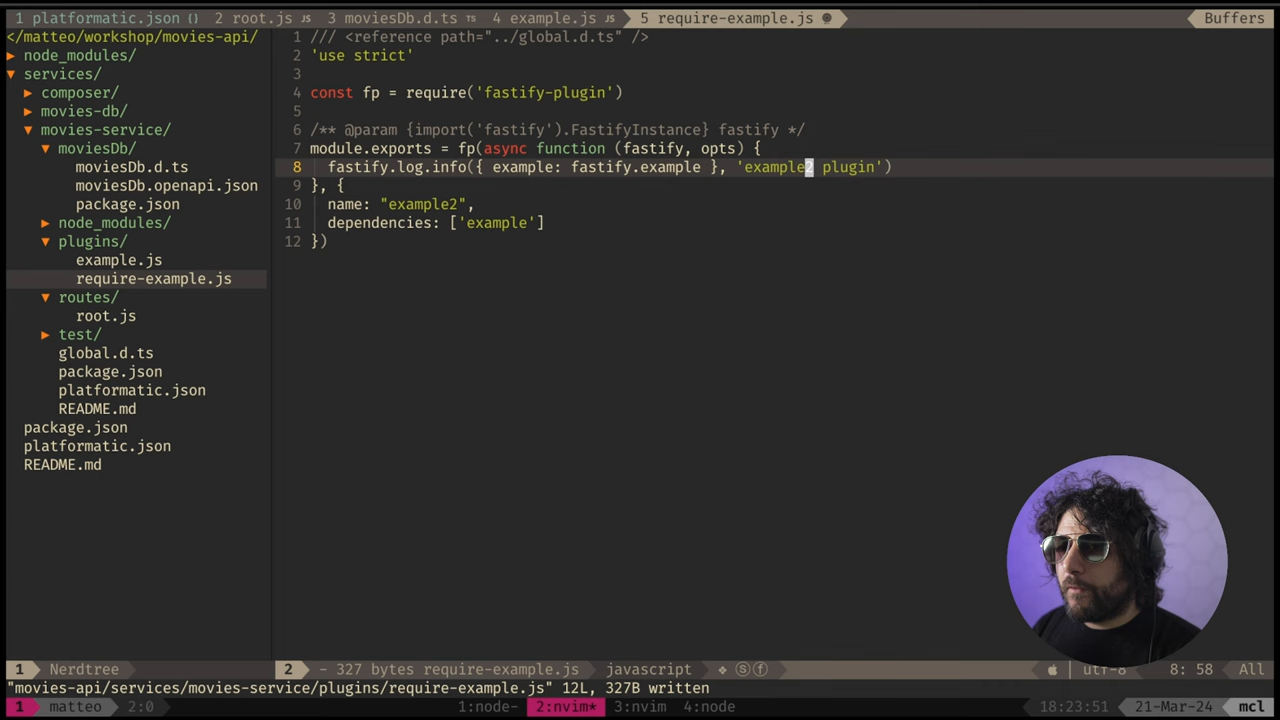 1 platformatic.json {} 2 root.js JS 3 moviesDb.d.ts TS 4 example.js JS 5 require-example.js Buffers
</matteo/workshop/movies-api/
▸ node_modules/
▾ services/
▸ composer/
▸ movies-db/
▾ movies-service/
▾ moviesDb/
moviesDb.d.ts
moviesDb.openapi.json
package.json
▸ node_modules/
▾ plugins/
example.js
require-example.js
▾ routes/
root.js
▸ test/
global.d.ts
package.json
platformatic.json
README.md
package.json
platformatic.json
README.md
1 /// <reference path="../global.d.ts" />
2 'use strict'
3
4 const fp = require('fastify-plugin')
5
6 /** @param {import('fastify').FastifyInstance} fastify */
7 module.exports = fp(async function (fastify, opts) {
8 fastify.log.info({ example: fastify.example }, 'example2 plugin')
9 }, {
10 name: "example2",
11 dependencies: ['example']
12 })
1 Nerdtree 2 - 327 bytes require-example.js javascript ❖ ⓢⓕ utf-8 8: 58 All
"movies-api/services/movies-service/plugins/require-example.js" 12L, 327B written
1 matteo 2:0 1:node- 2:nvim* 3:nvim 4:node 18:23:51 21-Mar-24 mcl